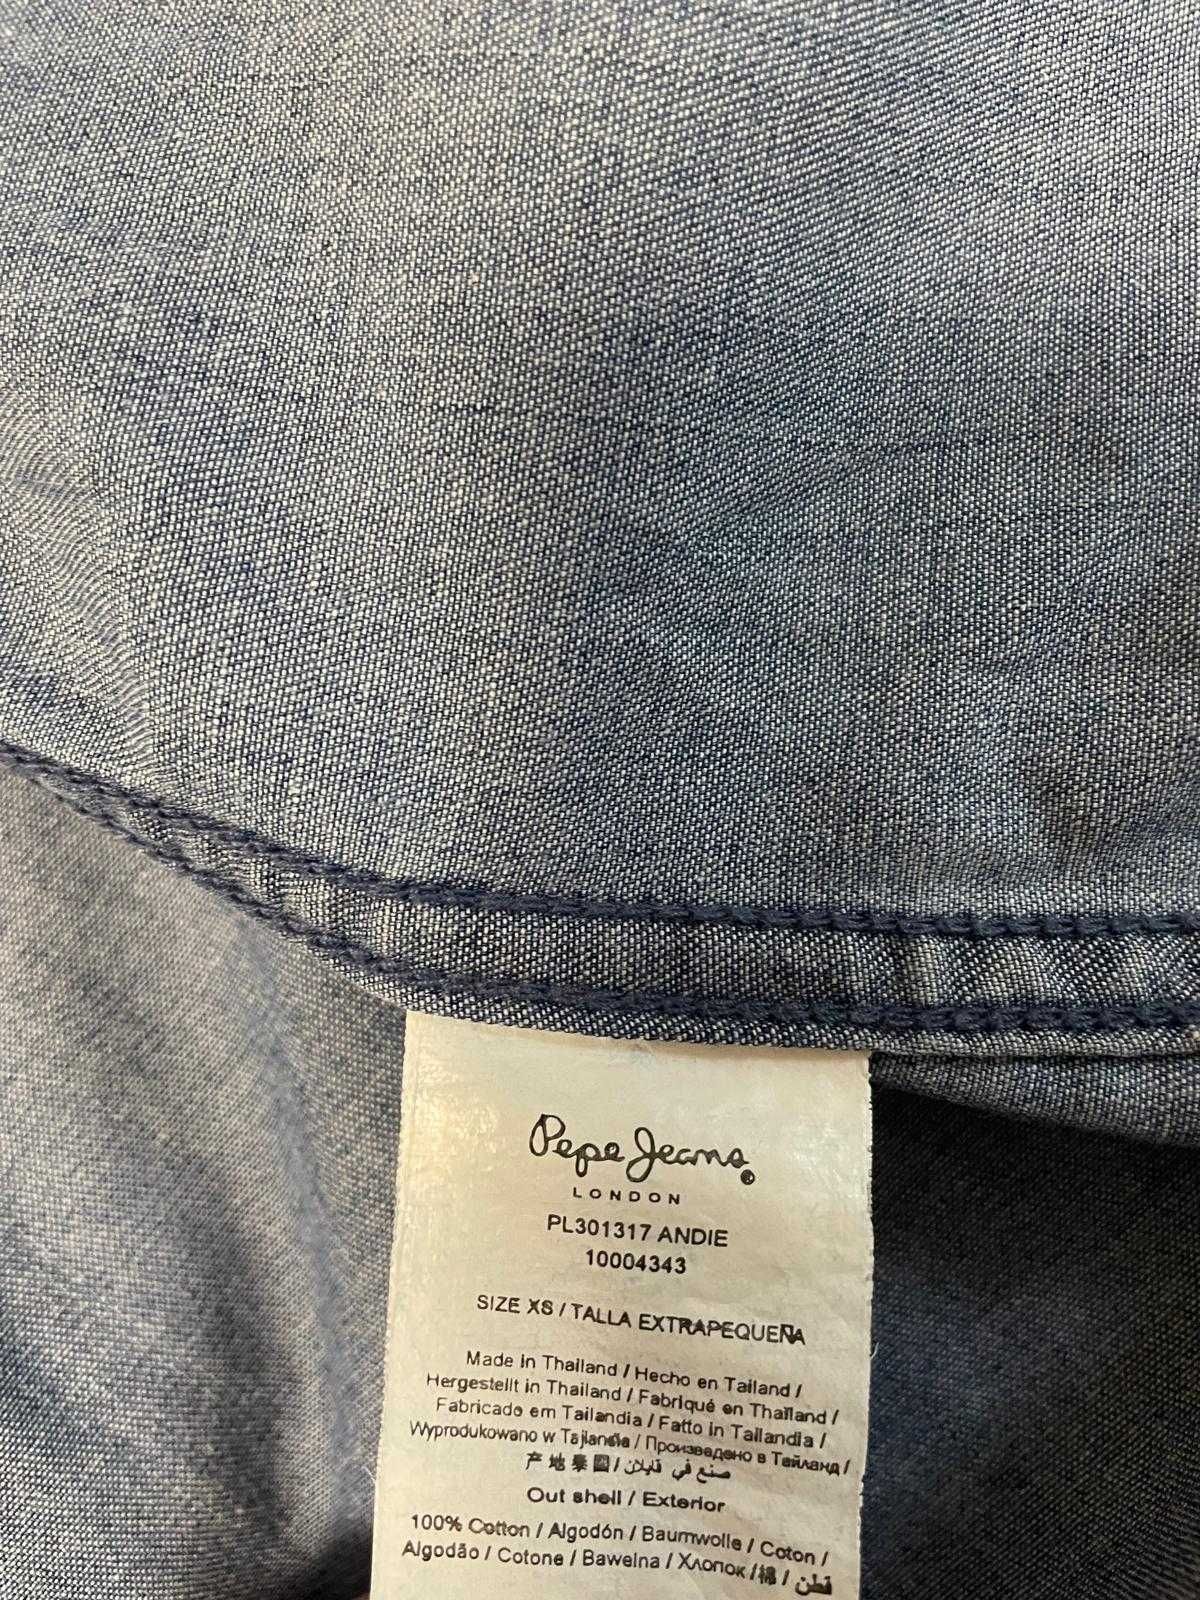 Pepe Jeans®
LONDON
PL301317 ANDIE
10004343
SIZE XS / TALLA EXTRAPEQUEÑA
Made in Thailand / Hecho en Tailand /
Hergestellt in Thailand / Fabriqué en Thaïland /
Fabricado em Tailandia / Fatto in Tailandia /
Wyprodukowano w Tajlandia / Произведено в Тайланд /
产地泰國 / صنع في تايلان
Out shell / Exterior
100% Cotton / Algodón / Baumwolle / Coton /
Algodão / Cotone / Bawelna / Хлопок / 棉 / قطن